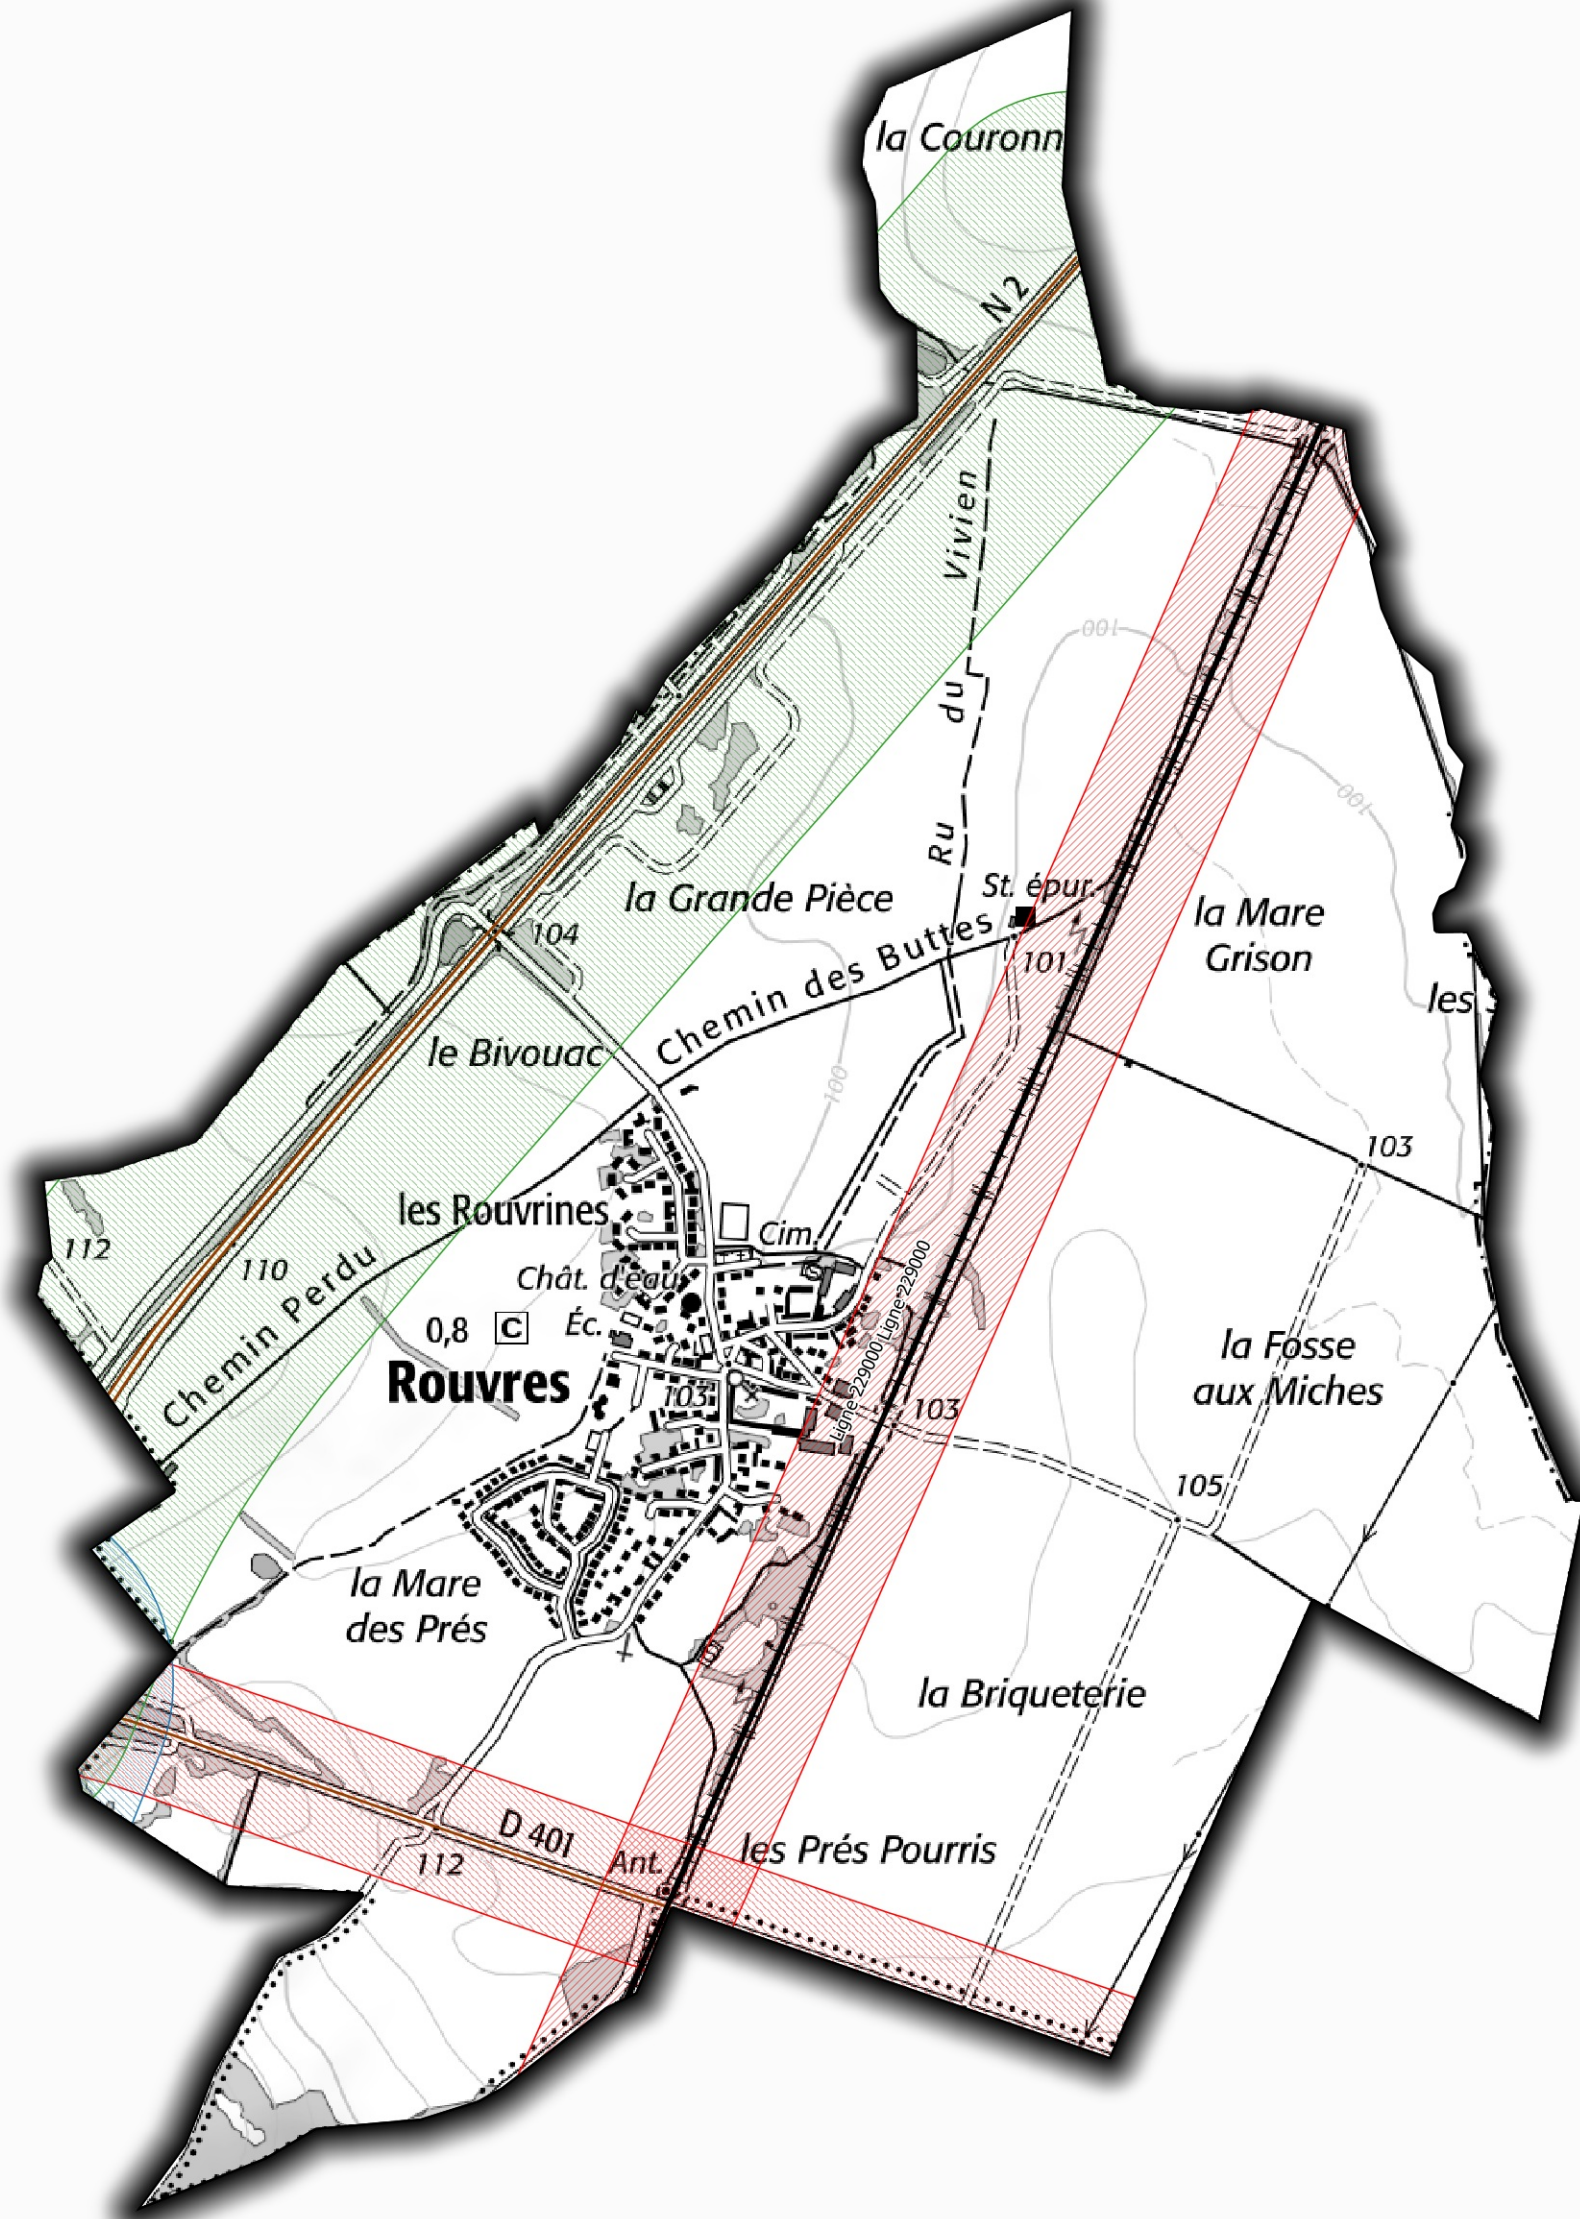 la Couronn
N 2
Vivien
du
100
100
Ru
St. épur.
la Grande Pièce
la Mare
Grison
104
Chemin des Buttes
101
les
le Bivouac
100
103
les Rouvrines
Cim.
112
110
Chemin Perdu
Chât. d'eau
Ligne 229000
Ligne 229000
0,8 C
Éc.
la Fosse
aux Miches
Rouvres
103
103
105
la Mare
des Prés
la Briqueterie
D 401
112
Ant.
les Prés Pourris